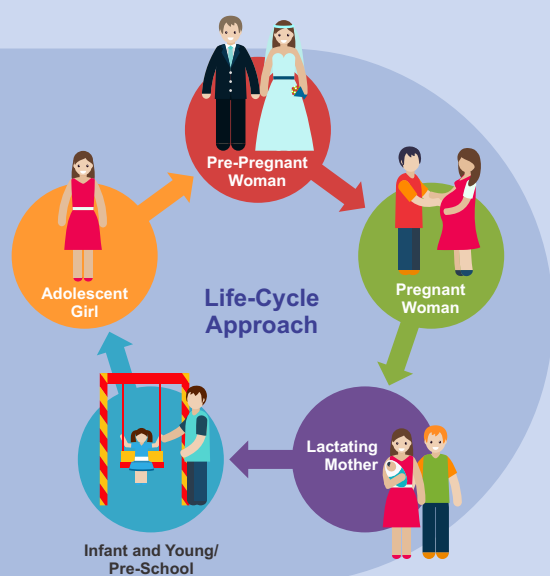 Pre-Pregnant
Woman
Adolescent
Girl
Pregnant
Woman
Life-Cycle
Approach
Lactating
Mother
Infant and Young/
Pre-School